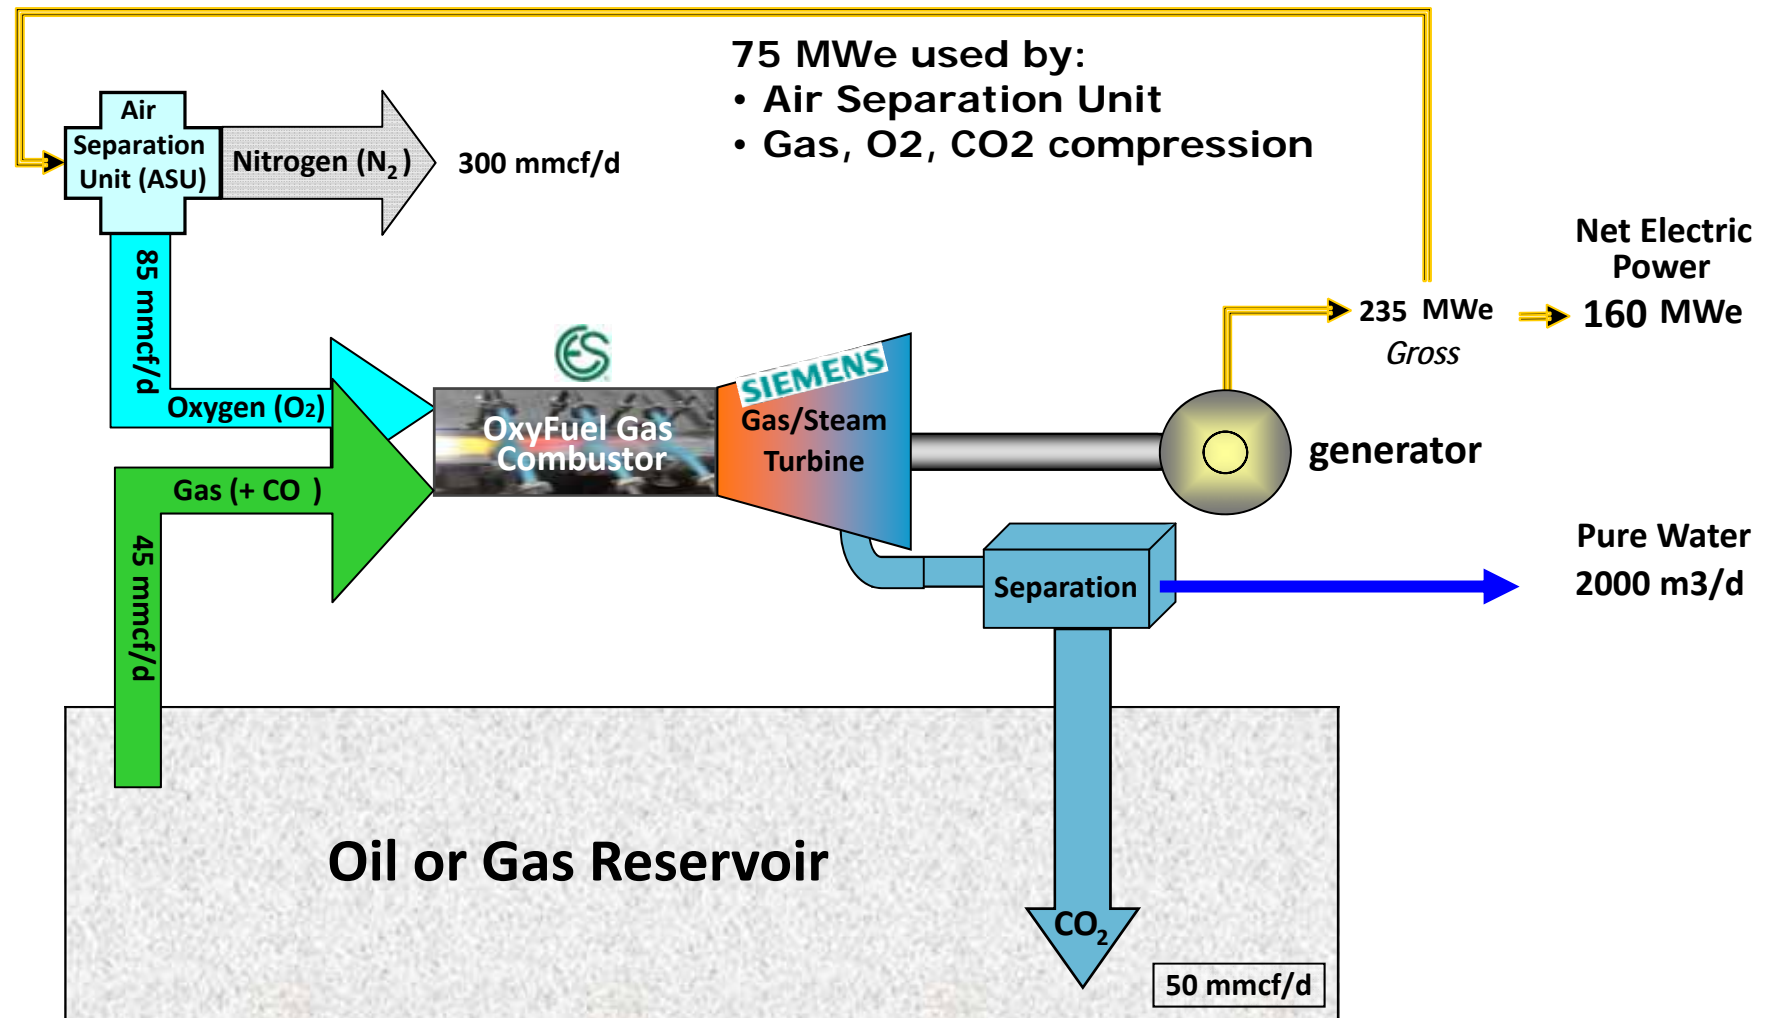 75 MWe used by:
• Air Separation Unit
• Gas, O2, CO2 compression
Air
Separation
Unit (ASU)
Nitrogen (N2)
300 mmcf/d
85 mmcf/d
Oxygen (O2)
Gas (+ CO )
45 mmcf/d
CES
OxyFuel Gas
Combustor
SIEMENS
Gas/Steam
Turbine
generator
235 MWe
Gross
Net Electric
Power
160 MWe
Separation
Pure Water
2000 m3/d
Oil or Gas Reservoir
CO2
50 mmcf/d